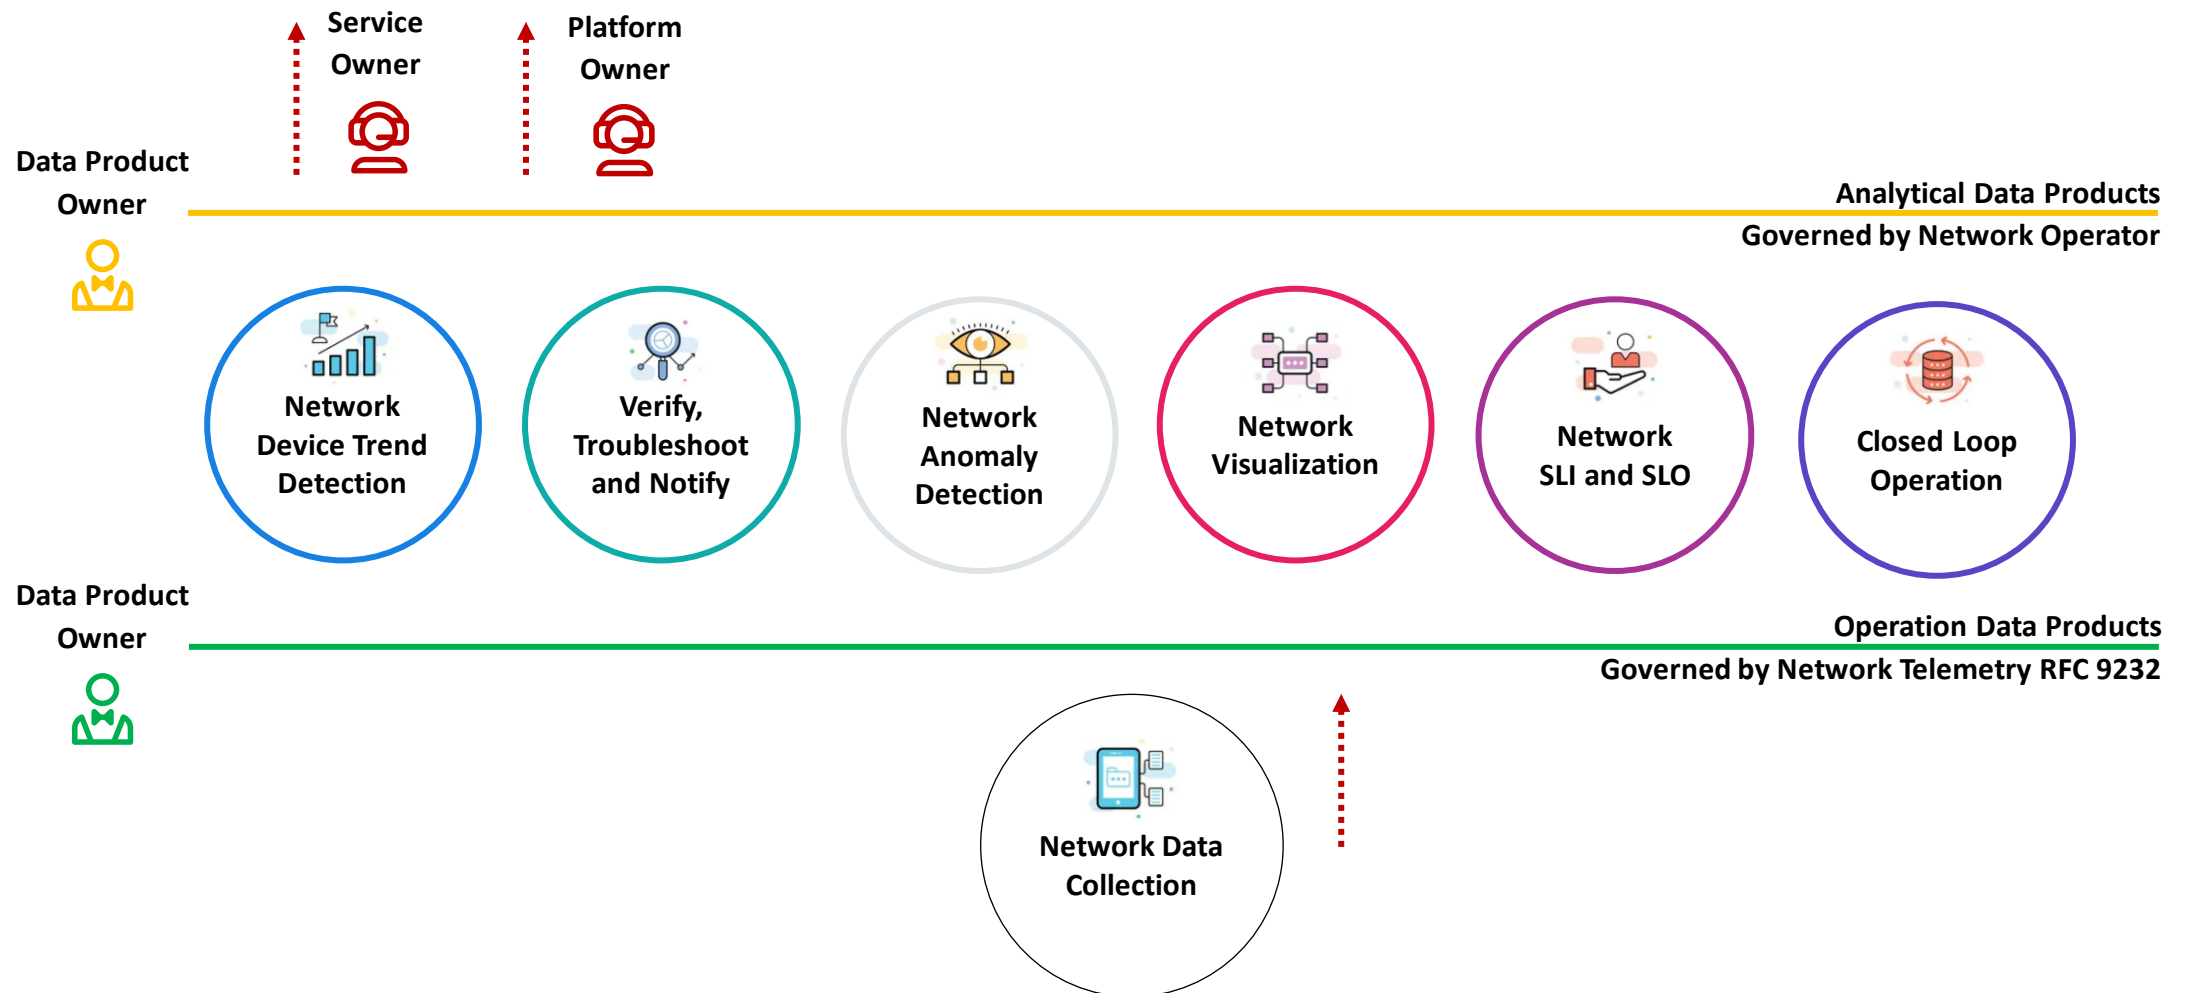 Service
Owner
Platform
Owner
Data Product
Owner
Analytical Data Products
Governed by Network Operator
Network
Device Trend
Detection
Verify,
Troubleshoot
and Notify
Network
Anomaly
Detection
Network
Visualization
Network
SLI and SLO
Closed Loop
Operation
Data Product
Owner
Operation Data Products
Governed by Network Telemetry RFC 9232
Network Data
Collection